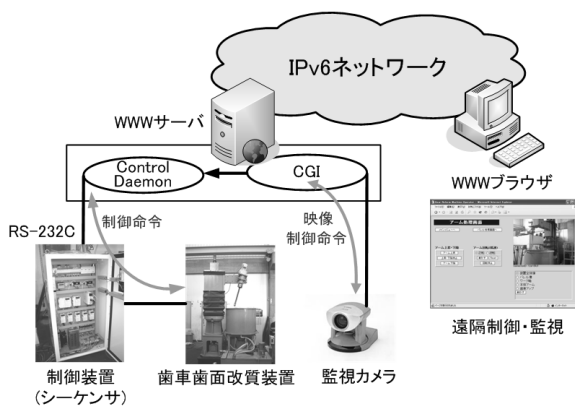 IPv6ネットワーク
WWWサーバ
Control
Daemon
CGI
WWWブラウザ
RS-232C
制御命令
映像
制御命令
制御装置
(シーケンサ)
歯車歯面改質装置
監視カメラ
遠隔制御・監視